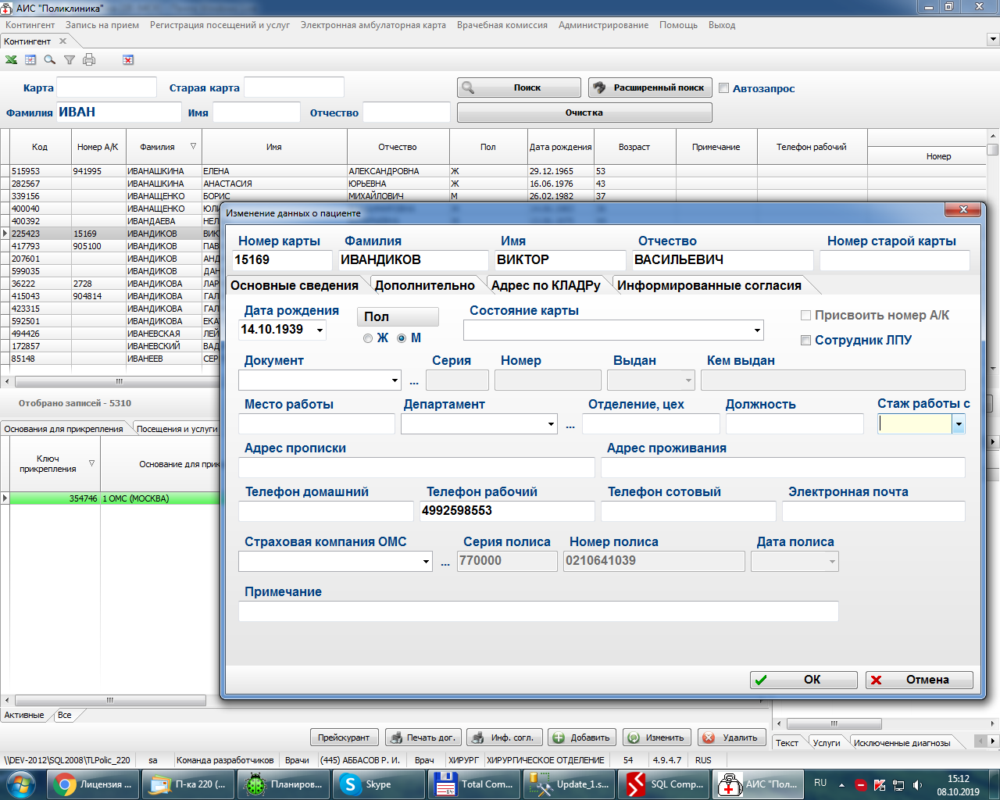 АИС "Поликлиника"
Контингент Запись на прием Регистрация посещений и услуг Электронная амбулаторная карта Врачебная комиссия Администрирование Помощь Выход
Контингент
Карта Старая карта Поиск Расширенный поиск Автозапрос
Фамилия ИВАН Имя Отчество Очистка
Код Номер А/К Фамилия Имя Отчество Пол Дата рождения Возраст Примечание Телефон рабочий
Номер
515953 941995 ИВАНАШКИНА ЕЛЕНА АЛЕКСАНДРОВНА Ж 29.12.1965 53
282567 ИВАНАШКИНА АНАСТАСИЯ ЮРЬЕВНА Ж 16.06.1976 43
339156 ИВАНАЩЕНКО БОРИС МИХАЙЛОВИЧ М 26.02.1982 37
400040 ИВАНАЩЕНКО ЮЛИ
400392 ИВАНДАЕВА НЕЛ
225423 15169 ИВАНДИКОВ ВИК
417793 905100 ИВАНДИКОВ ПАВ
207601 ИВАНДИКОВ АНД
599035 ИВАНДИКОВ ДАН
36222 2728 ИВАНДИКОВА ЛАР
415043 904814 ИВАНДИКОВА ГАЛ
423315 ИВАНДИКОВА ГАЛ
592501 ИВАНДИКОВА ЕКА
494426 ИВАНЕВСКАЯ ЛЕЙ
172857 ИВАНЕВСКИЙ ВАД
85148 ИВАНЕЕВ СЕР
Отобрано записей - 5310
Основания для прикрепления Посещения и услуги
Ключ прикрепления Основание для прик
354746 1 ОМС (МОСКВА)
Изменение данных о пациенте
Номер карты Фамилия Имя Отчество Номер старой карты
15169 ИВАНДИКОВ ВИКТОР ВАСИЛЬЕВИЧ
Основные сведения Дополнительно Адрес по КЛАДРу Информированные согласия
Дата рождения Пол Состояние карты Присвоить номер А/К
14.10.1939 Ж М Сотрудник ЛПУ
Документ ... Серия Номер Выдан Кем выдан
Место работы Департамент ... Отделение, цех Должность Стаж работы с
Адрес прописки Адрес проживания
Телефон домашний Телефон рабочий Телефон сотовый Электронная почта
4992598553
Страховая компания ОМС Серия полиса Номер полиса Дата полиса
... 770000 0210641039
Примечание
ОК Отмена
Активные Все
Прейскурант Печать дог. Инф. согл. Добавить Изменить Удалить
Текст Услуги Исключенные диагнозы
\\DEV-2012\SQL2008\TLPolic_220 sa Команда разработчиков Врачи (445) АББАСОВ Р. И. Врач ХИРУРГ ХИРУРГИЧЕСКОЕ ОТДЕЛЕНИЕ 54 4.9.4.7 RUS
Лицензия ... П-ка 220 (... Планиров... Skype Total Com... Update_1.s... SQL Comp... АИС "Пол... RU 15:12
08.10.2019